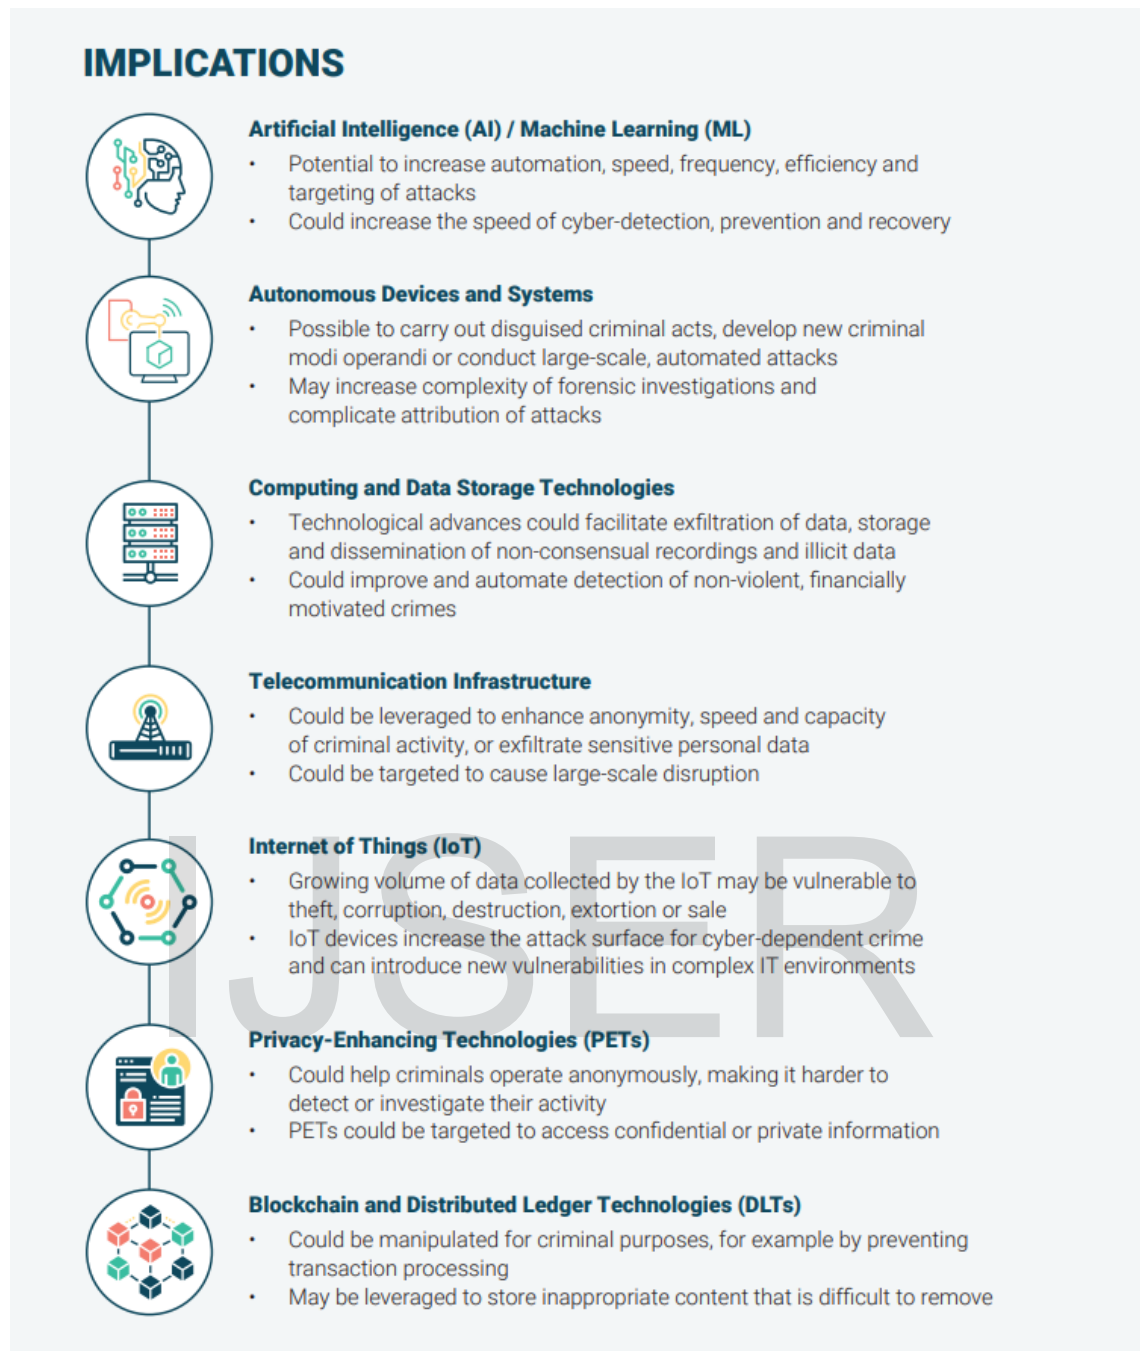 IMPLICATIONS
Artificial Intelligence (AI) / Machine Learning (ML)
• Potential to increase automation, speed, frequency, efficiency and
targeting of attacks
• Could increase the speed of cyber-detection, prevention and recovery
Autonomous Devices and Systems
• Possible to carry out disguised criminal acts, develop new criminal
modi operandi or conduct large-scale, automated attacks
• May increase complexity of forensic investigations and
complicate attribution of attacks
Computing and Data Storage Technologies
• Technological advances could facilitate exfiltration of data, storage
and dissemination of non-consensual recordings and illicit data
• Could improve and automate detection of non-violent, financially
motivated crimes
Telecommunication Infrastructure
• Could be leveraged to enhance anonymity, speed and capacity
of criminal activity, or exfiltrate sensitive personal data
• Could be targeted to cause large-scale disruption
IJSER
Internet of Things (IoT)
• Growing volume of data collected by the IoT may be vulnerable to
theft, corruption, destruction, extortion or sale
• IoT devices increase the attack surface for cyber-dependent crime
and can introduce new vulnerabilities in complex IT environments
Privacy-Enhancing Technologies (PETs)
• Could help criminals operate anonymously, making it harder to
detect or investigate their activity
• PETs could be targeted to access confidential or private information
Blockchain and Distributed Ledger Technologies (DLTs)
• Could be manipulated for criminal purposes, for example by preventing
transaction processing
• May be leveraged to store inappropriate content that is difficult to remove